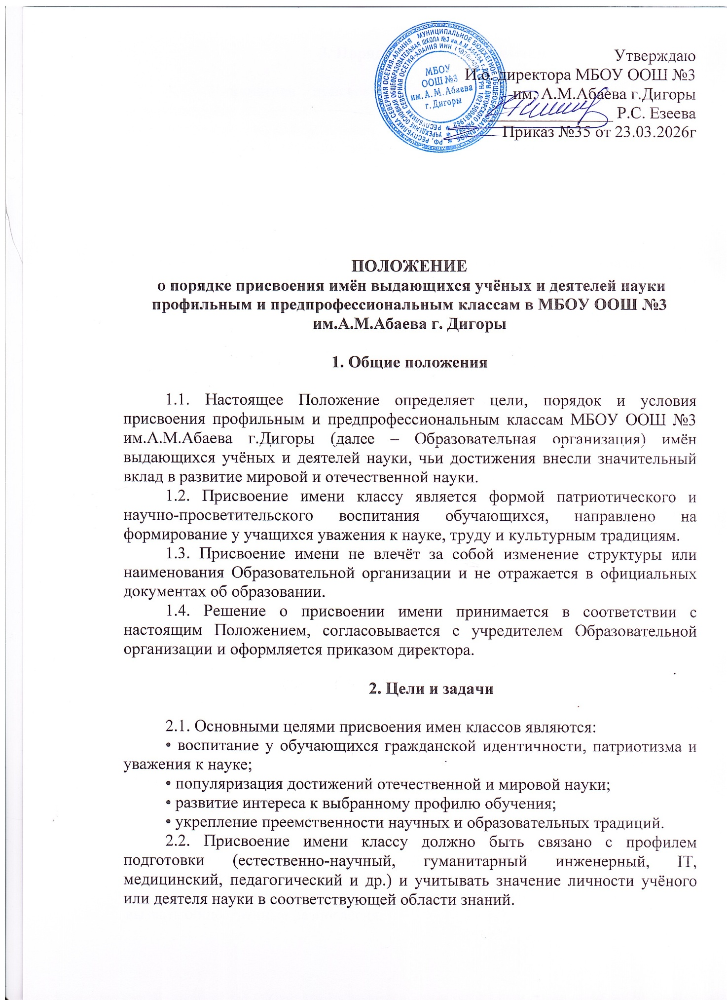 Утверждаю
И.о. директора МБОУ ООШ №3
им. А.М.Абаева г.Дигоры
Р.С. Езеева
Приказ №35 от 23.03.2026г
МБОУ
ООШ №3
им. А. М. Абаева
г. Дигоры
ПОЛОЖЕНИЕ
о порядке присвоения имён выдающихся учёных и деятелей науки
профильным и предпрофессиональным классам в МБОУ ООШ №3
им.А.М.Абаева г. Дигоры
1. Общие положения
1.1. Настоящее Положение определяет цели, порядок и условия
присвоения профильным и предпрофессиональным классам МБОУ ООШ №3
им.А.М.Абаева г.Дигоры (далее – Образовательная организация) имён
выдающихся учёных и деятелей науки, чьи достижения внесли значительный
вклад в развитие мировой и отечественной науки.
1.2. Присвоение имени классу является формой патриотического и
научно-просветительского воспитания обучающихся, направлено на
формирование у учащихся уважения к науке, труду и культурным традициям.
1.3. Присвоение имени не влечёт за собой изменение структуры или
наименования Образовательной организации и не отражается в официальных
документах об образовании.
1.4. Решение о присвоении имени принимается в соответствии с
настоящим Положением, согласовывается с учредителем Образовательной
организации и оформляется приказом директора.
2. Цели и задачи
2.1. Основными целями присвоения имен классов являются:
• воспитание у обучающихся гражданской идентичности, патриотизма и
уважения к науке;
• популяризация достижений отечественной и мировой науки;
• развитие интереса к выбранному профилю обучения;
• укрепление преемственности научных и образовательных традиций.
2.2. Присвоение имени классу должно быть связано с профилем
подготовки (естественно-научный, гуманитарный инженерный, IT,
медицинский, педагогический и др.) и учитывать значение личности учёного
или деятеля науки в соответствующей области знаний.